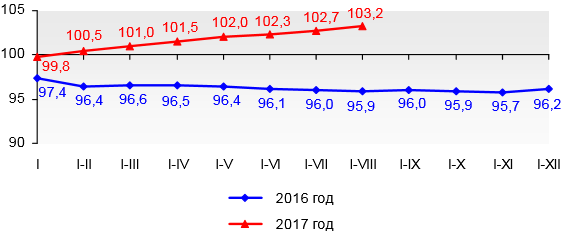 105
100
95
90
99,8 100,5 101,0 101,5 102,0 102,3 102,7 103,2
97,4 96,4 96,6 96,5 96,4 96,1 96,0 95,9 96,0 95,9 95,7 96,2
I I-II I-III I-IV I-V I-VI I-VII I-VIII I-IX I-X I-XI I-XII
2016 год
2017 год